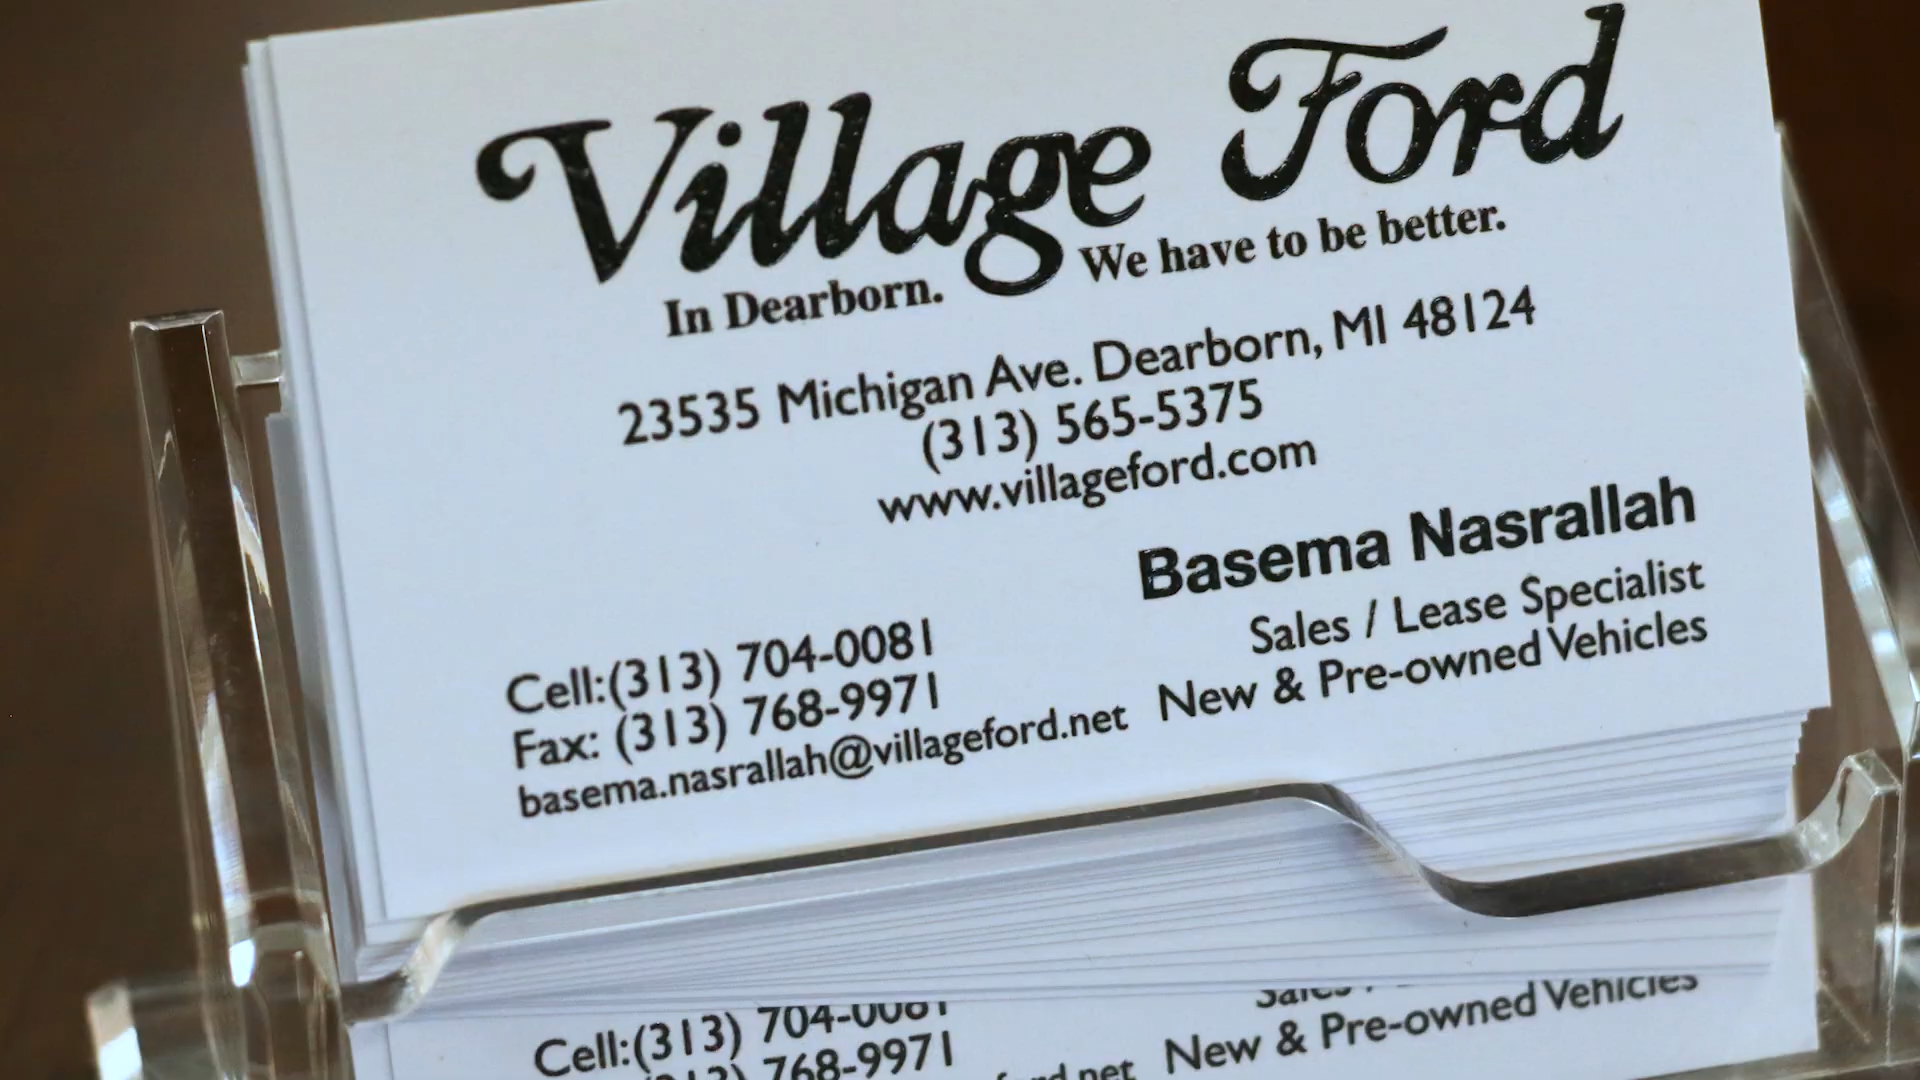 Village Ford
In Dearborn. We have to be better.
23535 Michigan Ave. Dearborn, MI 48124
(313) 565-5375
www.villageford.com
Basema Nasrallah
Sales / Lease Specialist
New & Pre-owned Vehicles
Cell:(313) 704-0081
Fax: (313) 768-9971
basema.nasrallah@villageford.net
Cell:(313) 704-0081
768-9971
Sales
New & Pre-owned Vehicles